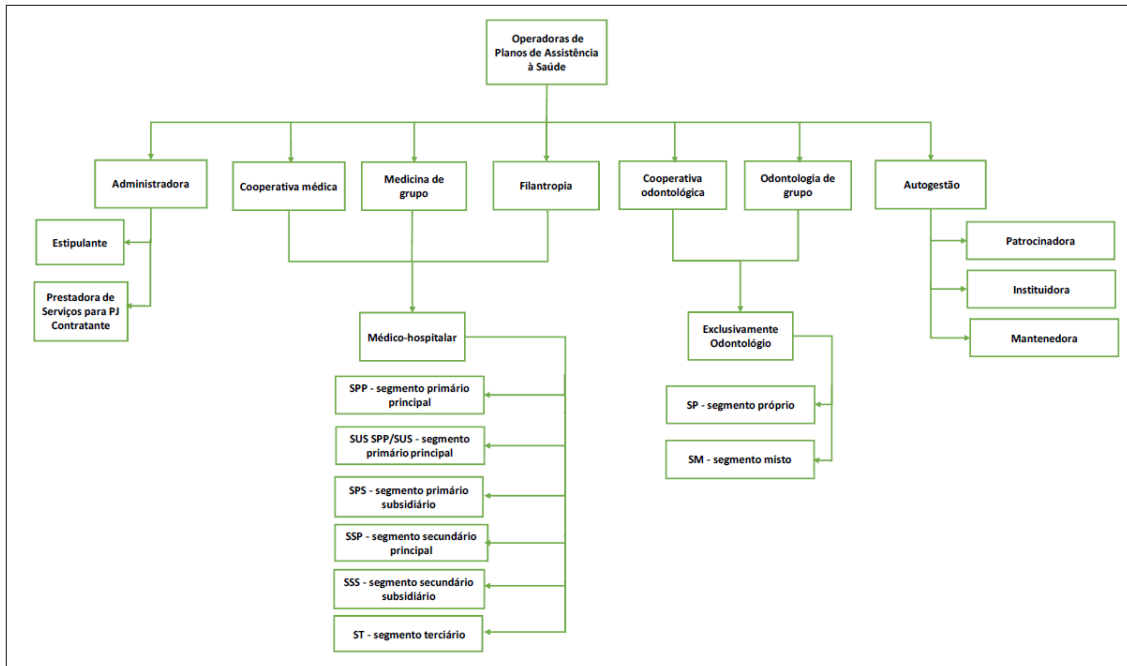 Operadoras de
Planos de Assistência
à Saúde
Administradora
Cooperativa médica
Medicina de
grupo
Filantropia
Cooperativa
odontológica
Odontologia de
grupo
Autogestão
Estipulante
Prestadora de
Serviços para PJ
Contratante
Patrocinadora
Instituidora
Mantenedora
Médico-hospitalar
SPP - segmento primário
principal
SUS SPP/SUS - segmento
primário principal
SPS - segmento primário
subsidiário
SSP - segmento secundário
principal
SSS - segmento secundário
subsidiário
ST - segmento terciário
Exclusivamente
Odontológio
SP - segmento próprio
SM - segmento misto